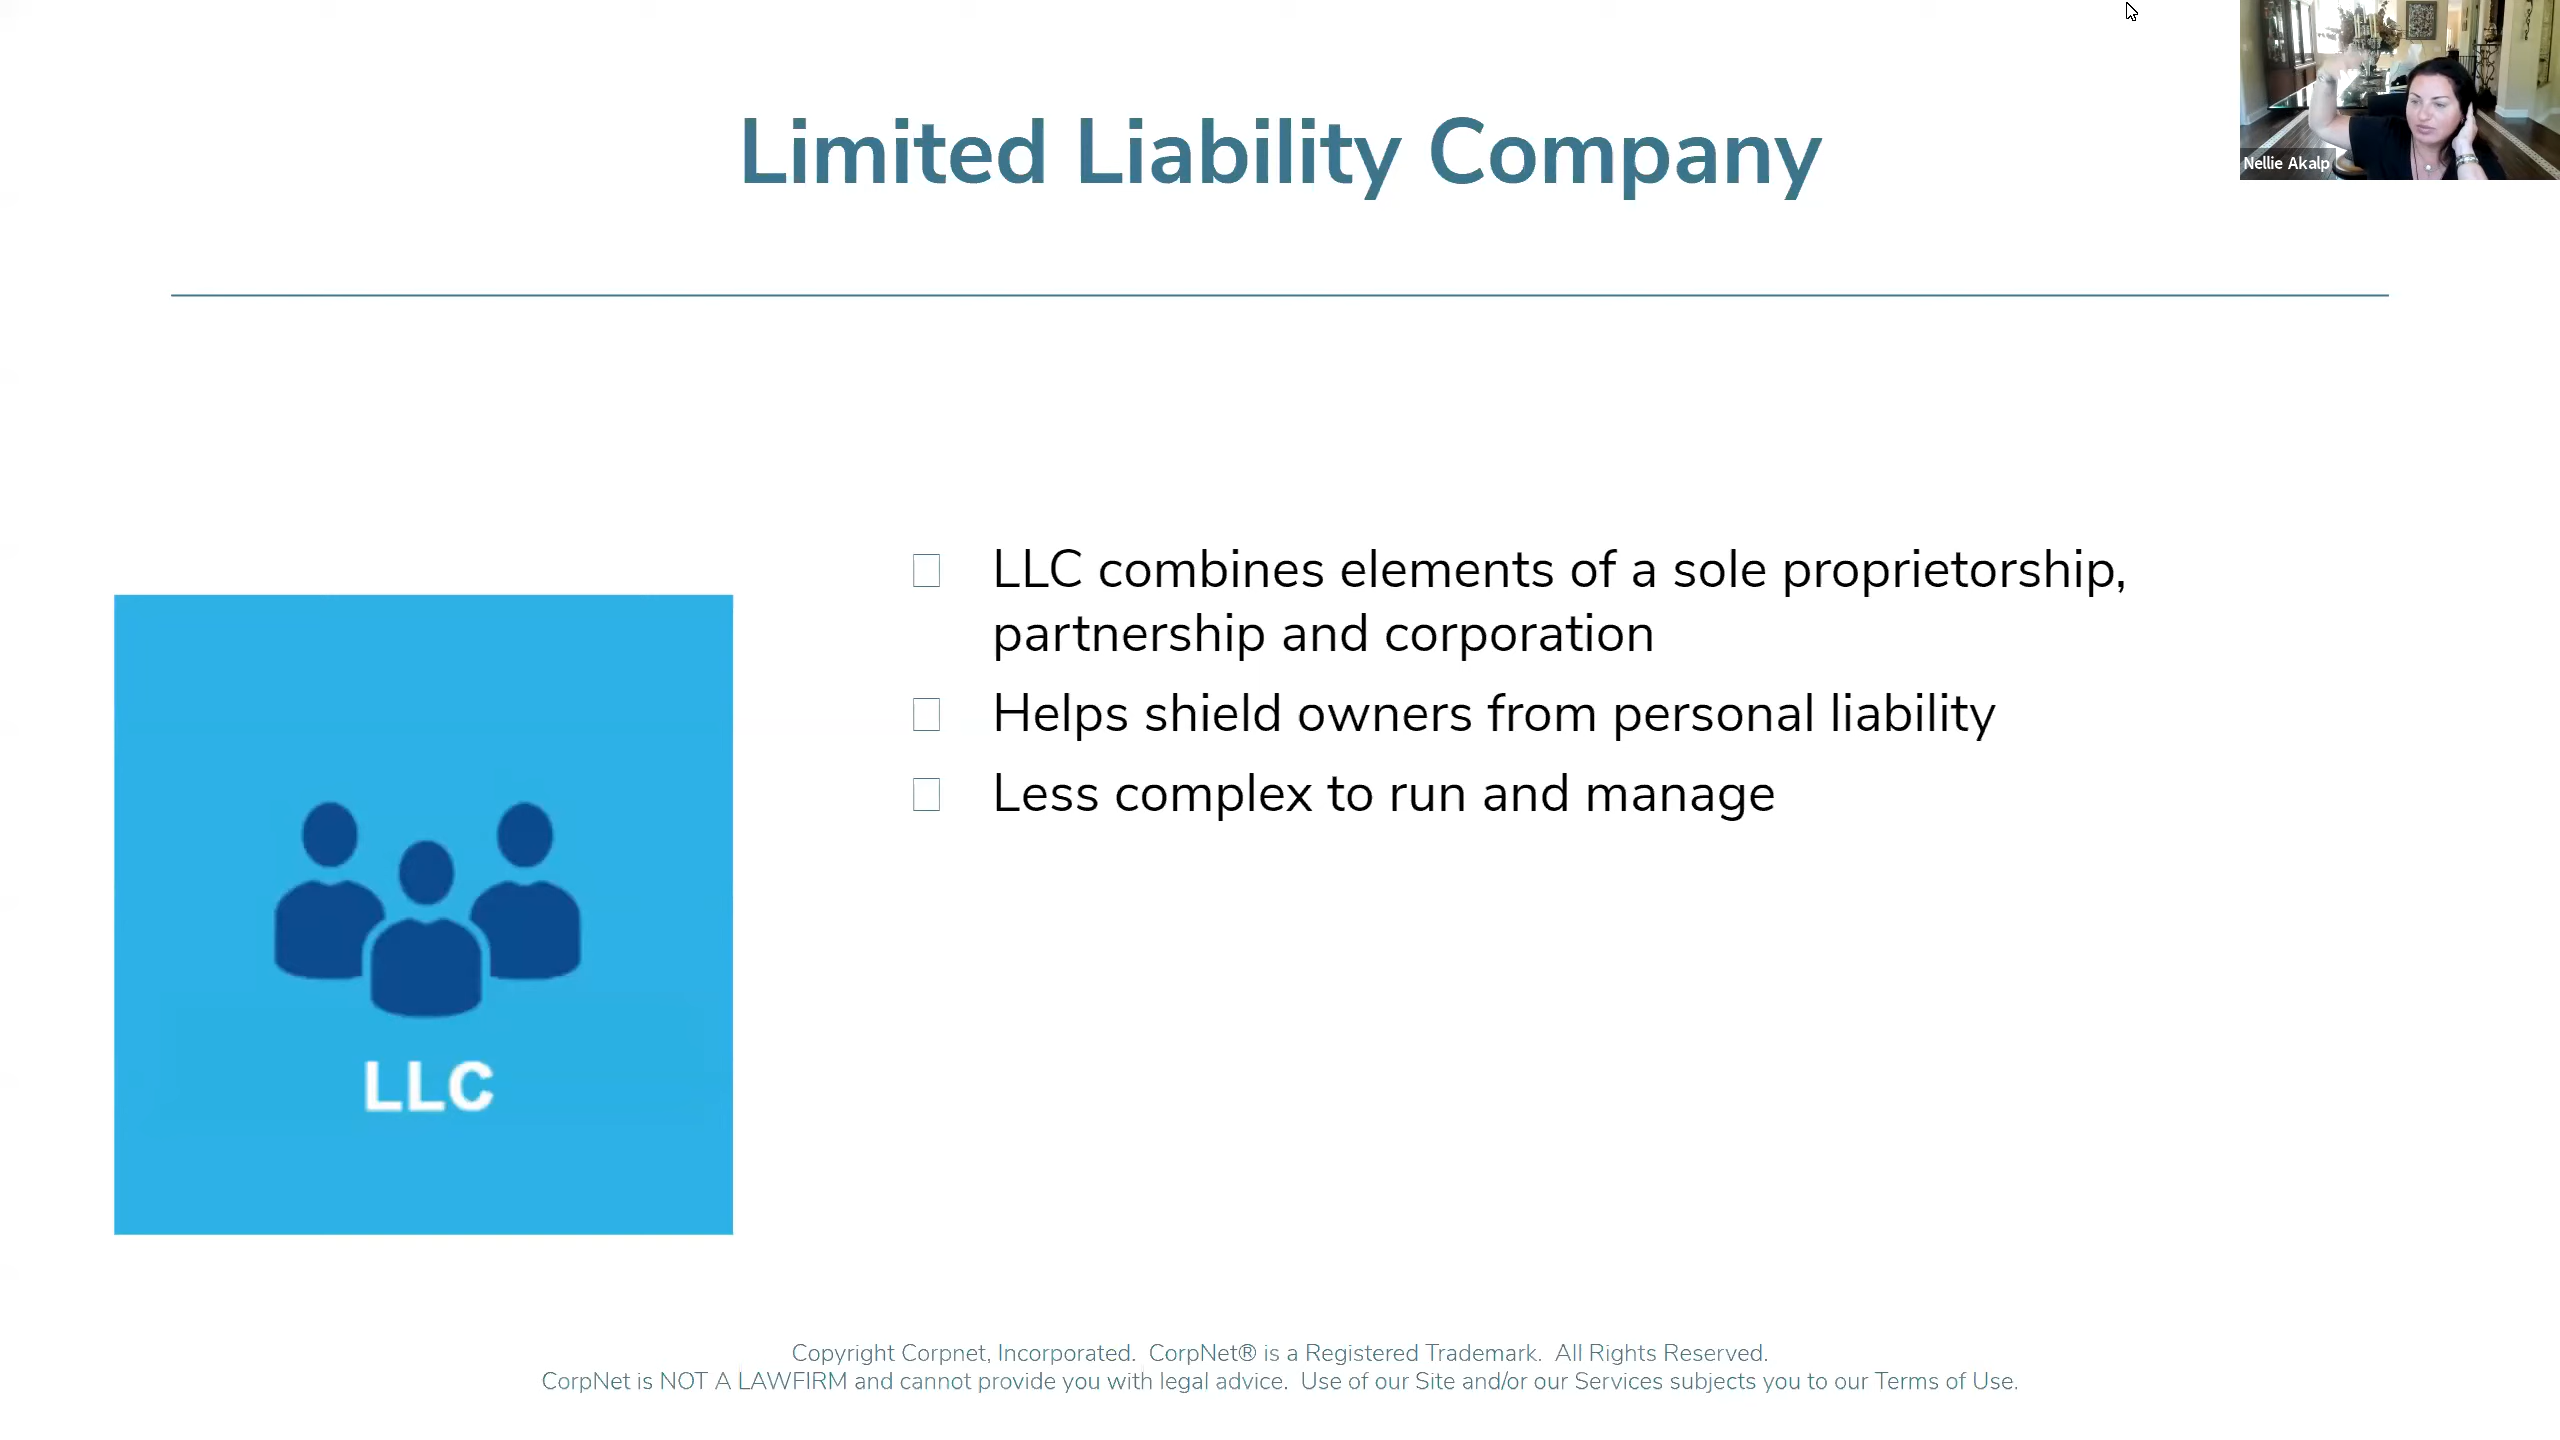 Limited Liability Company
Nellie Akalp
LLC combines elements of a sole proprietorship,
partnership and corporation
Helps shield owners from personal liability
Less complex to run and manage
LLC
Copyright Corpnet, Incorporated.  CorpNet® is a Registered Trademark.  All Rights Reserved.
CorpNet is NOT A LAWFIRM and cannot provide you with legal advice.  Use of our Site and/or our Services subjects you to our Terms of Use.